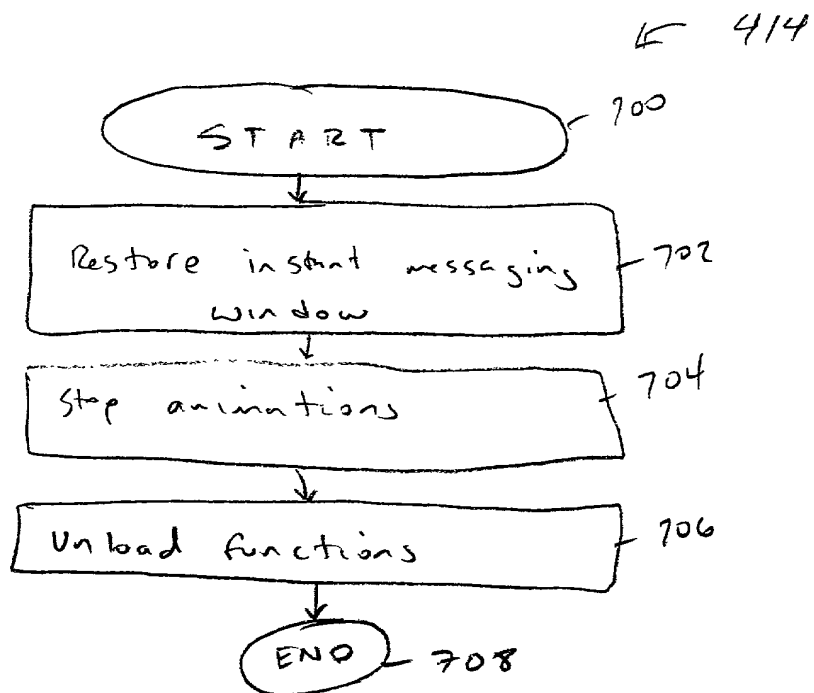 414
START
700
Restore instant messaging
window
702
Stop animations
704
Unload functions
706
END
708